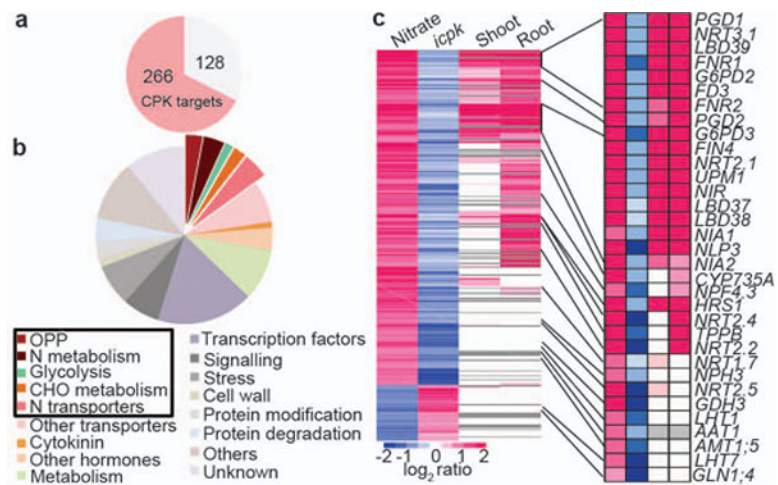 a
266
128
CPK targets
b
OPP
N metabolism
Glycolysis
CHO metabolism
N transporters
Other transporters
Cytokinin
Other hormones
Metabolism
Transcription factors
Signalling
Stress
Cell wall
Protein modification
Protein degradation
Others
Unknown
c
Nitrate icpk Shoot Root
-2 -1 0 1 2
log2 ratio
PGD1
NRT3.1
LBD39
FNR1
G6PD2
FD3
FNR2
PGD2
G6PD3
FIN4
NRT2.1
UPM1
NIR
LBD37
LBD38
NIA1
NLP3
NIA2
CYP735A
NPF4.3
HRS1
NRT2.4
TPPB
NRT2.2
NRT1.7
NPH3
NRT2.5
GDH3
LHT1
AAT1
AMT1;5
LHT7
GLN1;4